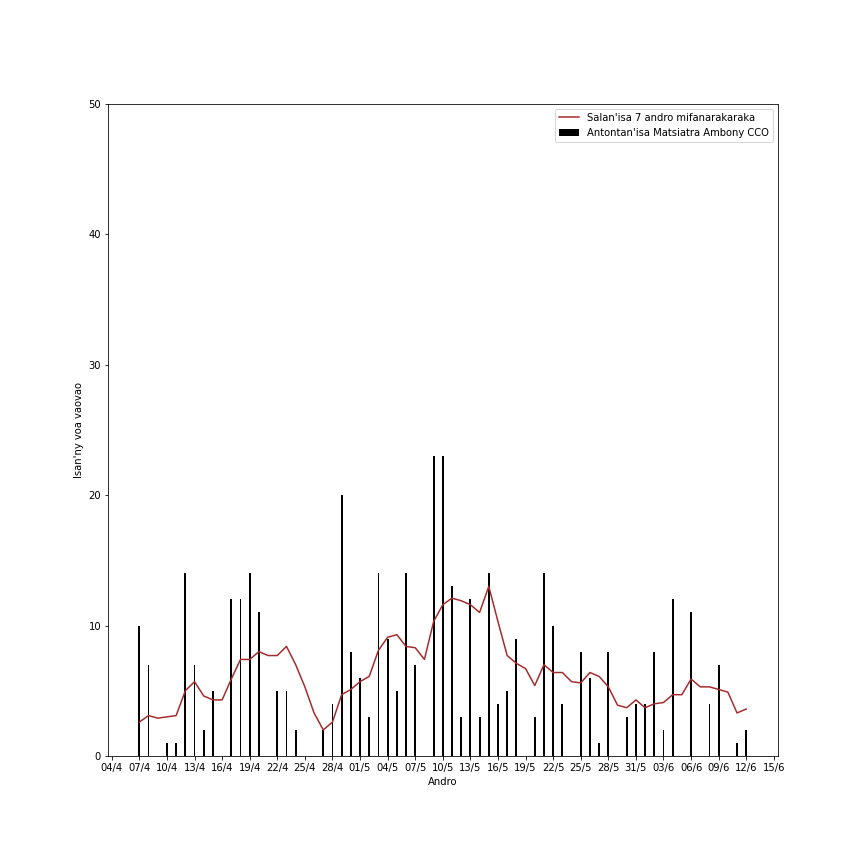 50
Salan'isa 7 andro mifanarakaraka
Antontan'isa Matsiatra Ambony CCO
40
30
Isan'ny voa vaovao
20
10
0
04/4 07/4 10/4 13/4 16/4 19/4 22/4 25/4 28/4 01/5 04/5 07/5 10/5 13/5 16/5 19/5 22/5 25/5 28/5 31/5 03/6 06/6 09/6 12/6 15/6
Andro